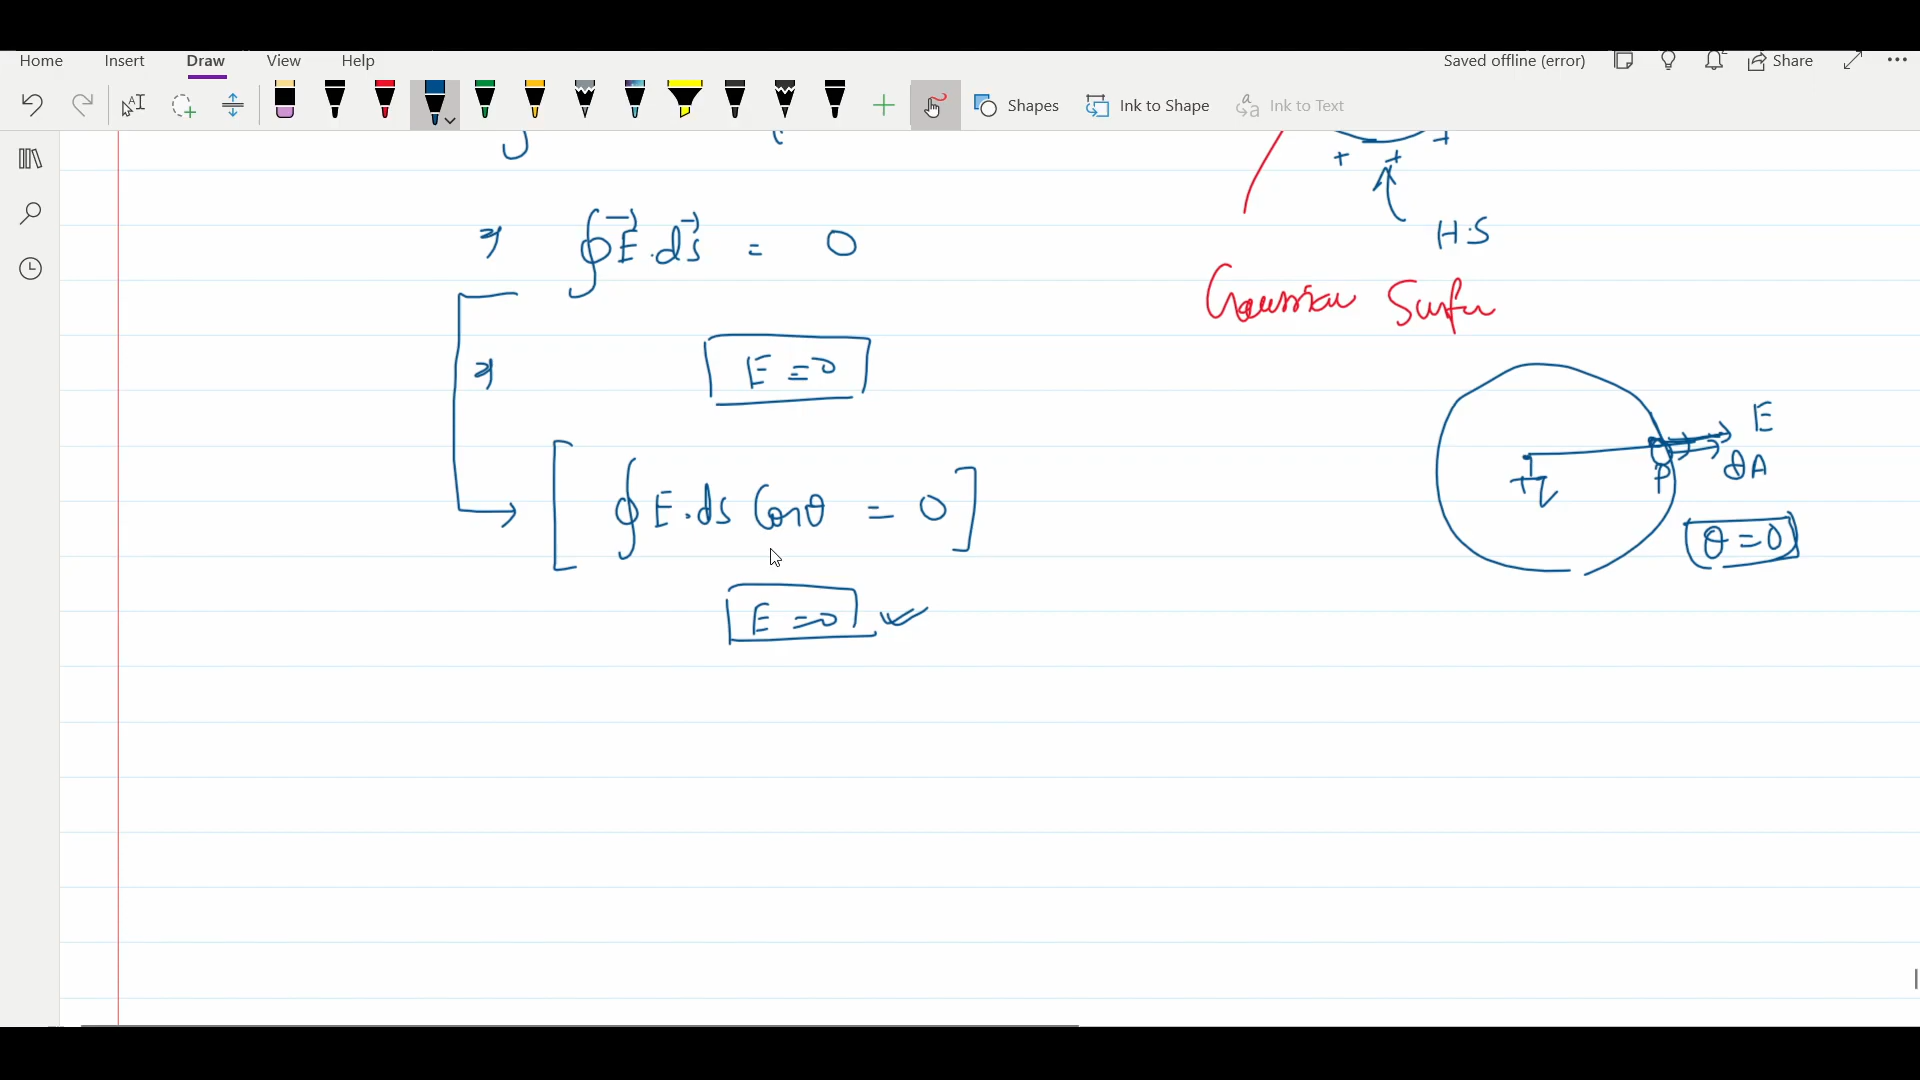 Home Insert Draw View Help Saved offline (error) Share
Shapes Ink to Shape Ink to Text
+ + +
H.S
⇒ ∮E⃗.ds⃗ = 0
Gaussian Surface
⇒ E = 0
E
dA
+q P
[∮E.ds Cosθ = 0]
θ = 0
E = 0 ✓